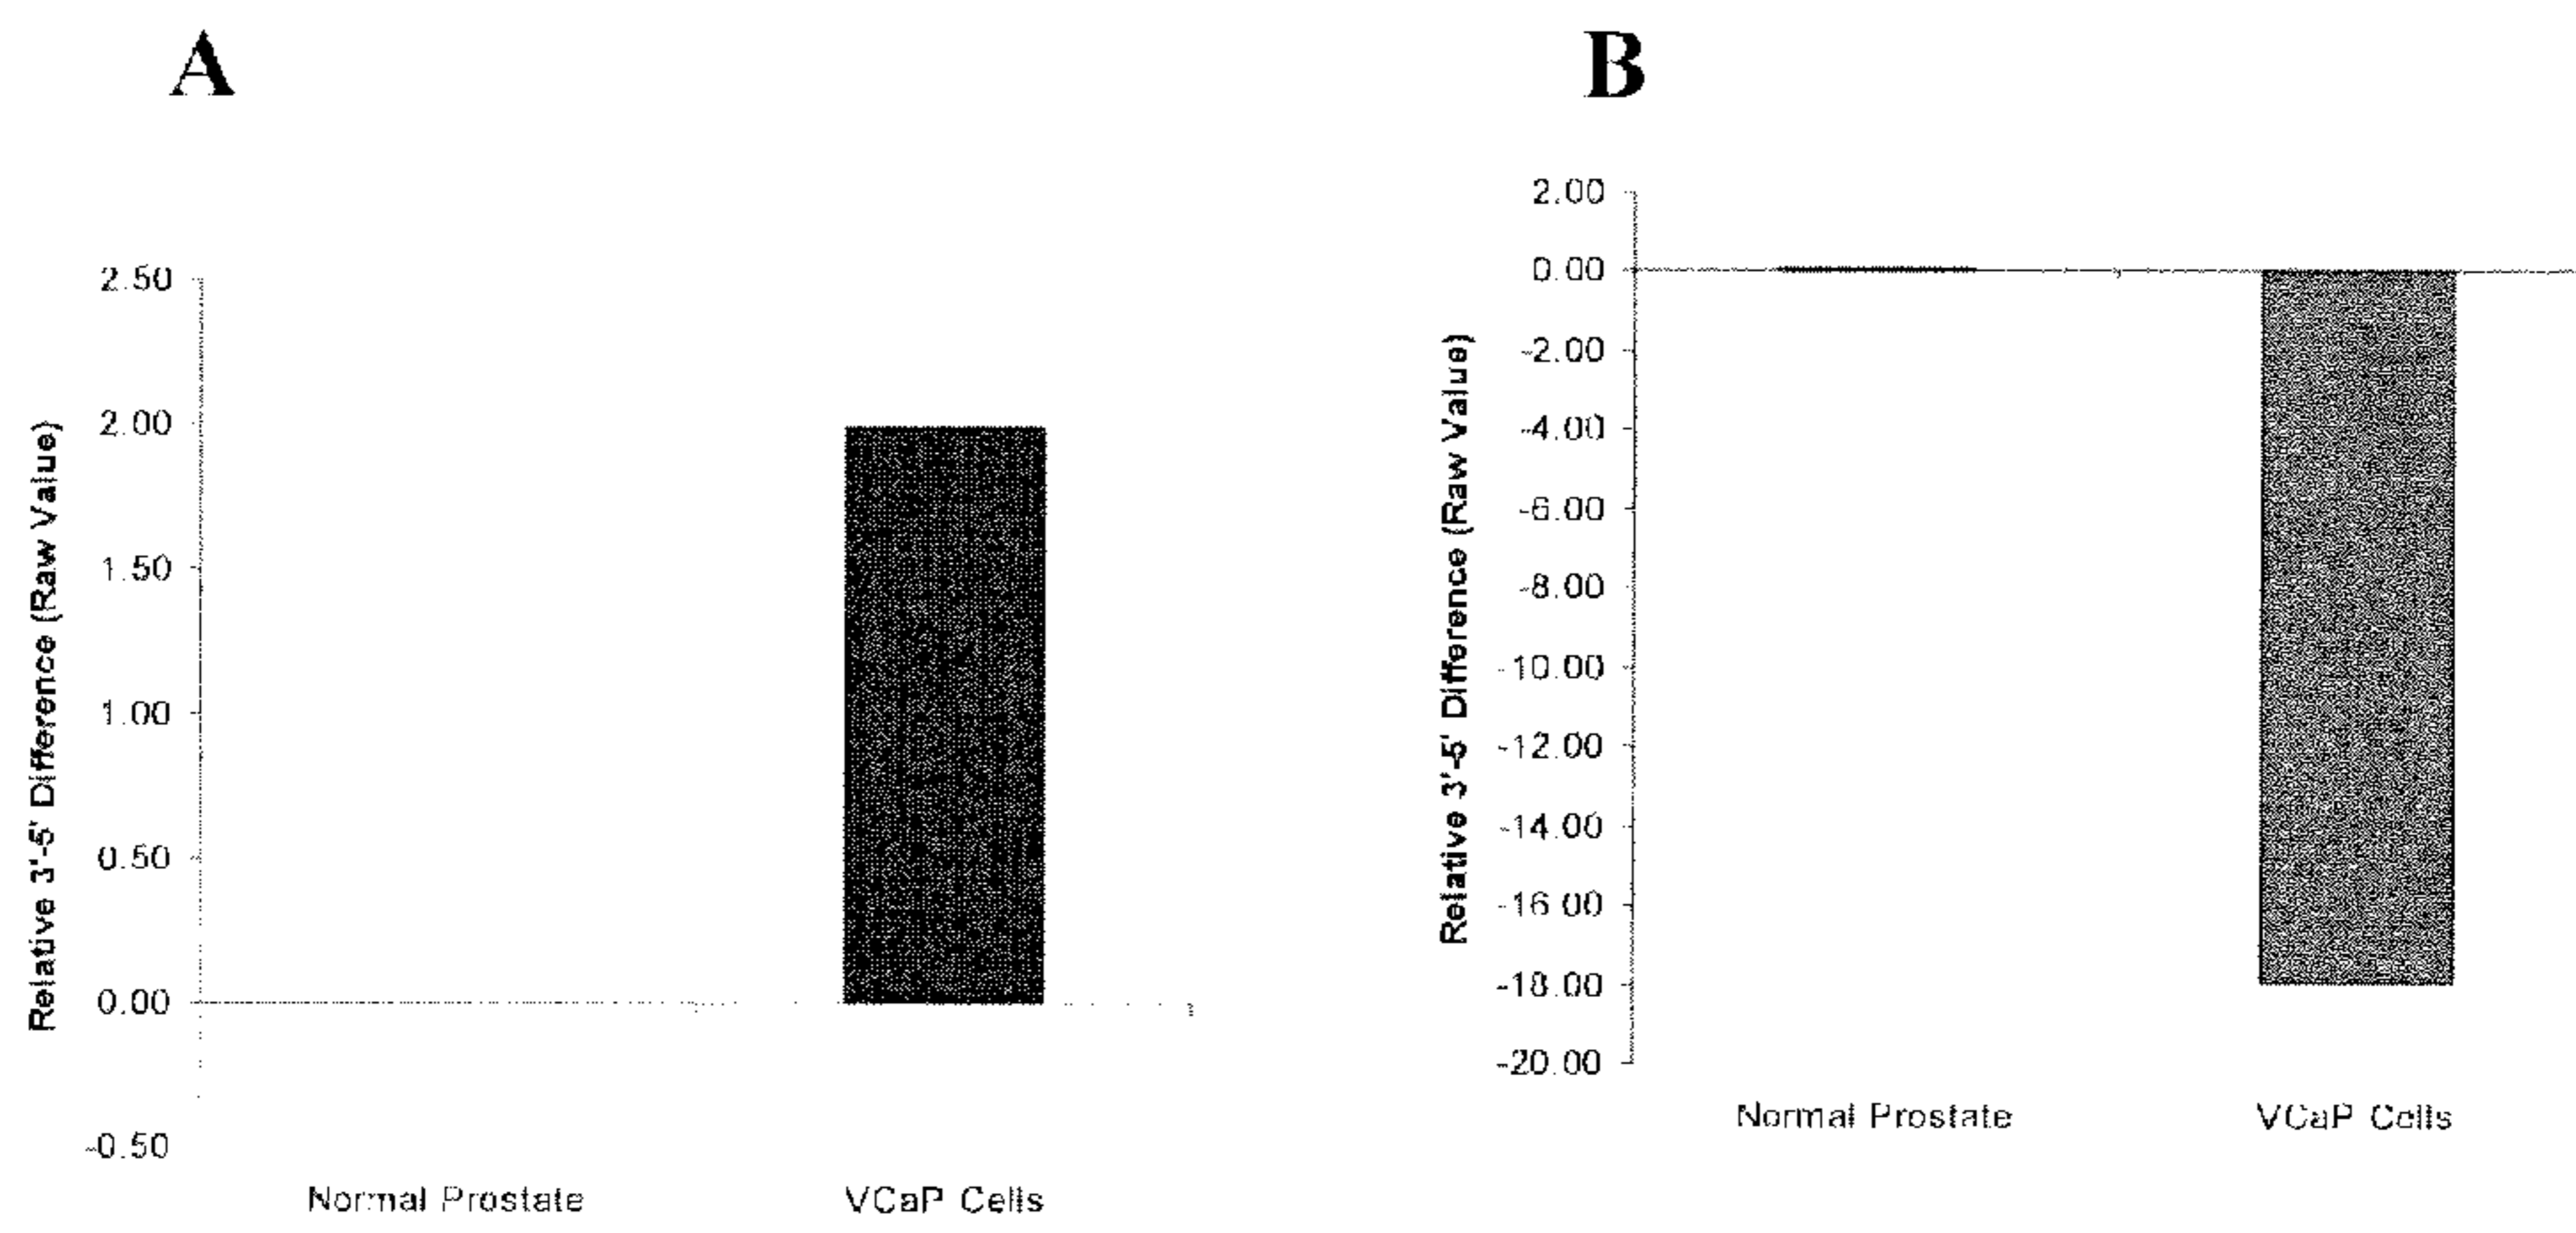 A
Relative 3'-5' Difference (Raw Value)
2.50
2.00
1.50
1.00
0.50
0.00
-0.50
Normal Prostate
VCaP Cells
B
Relative 3'-5' Difference (Raw Value)
2.00
0.00
-2.00
-4.00
-6.00
-8.00
-10.00
-12.00
-14.00
-16.00
-18.00
-20.00
Normal Prostate
VCaP Cells